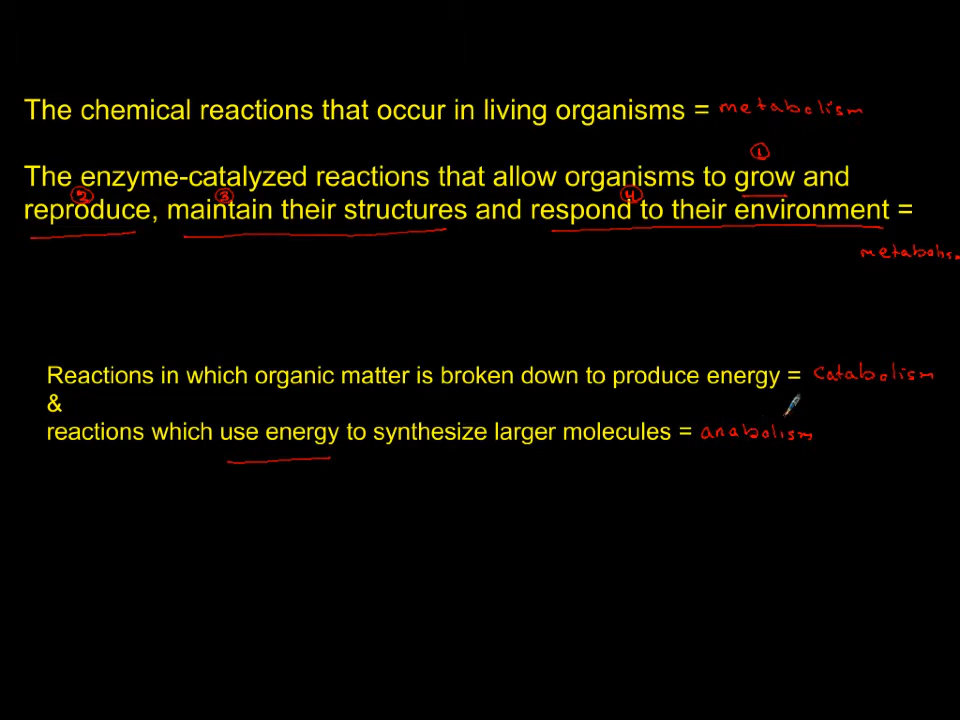 The chemical reactions that occur in living organisms = metabolism
1
The enzyme-catalyzed reactions that allow organisms to grow and
2 3 4
reproduce, maintain their structures and respond to their environment =
metabolism
Reactions in which organic matter is broken down to produce energy = catabolism
&
reactions which use energy to synthesize larger molecules = anabolism